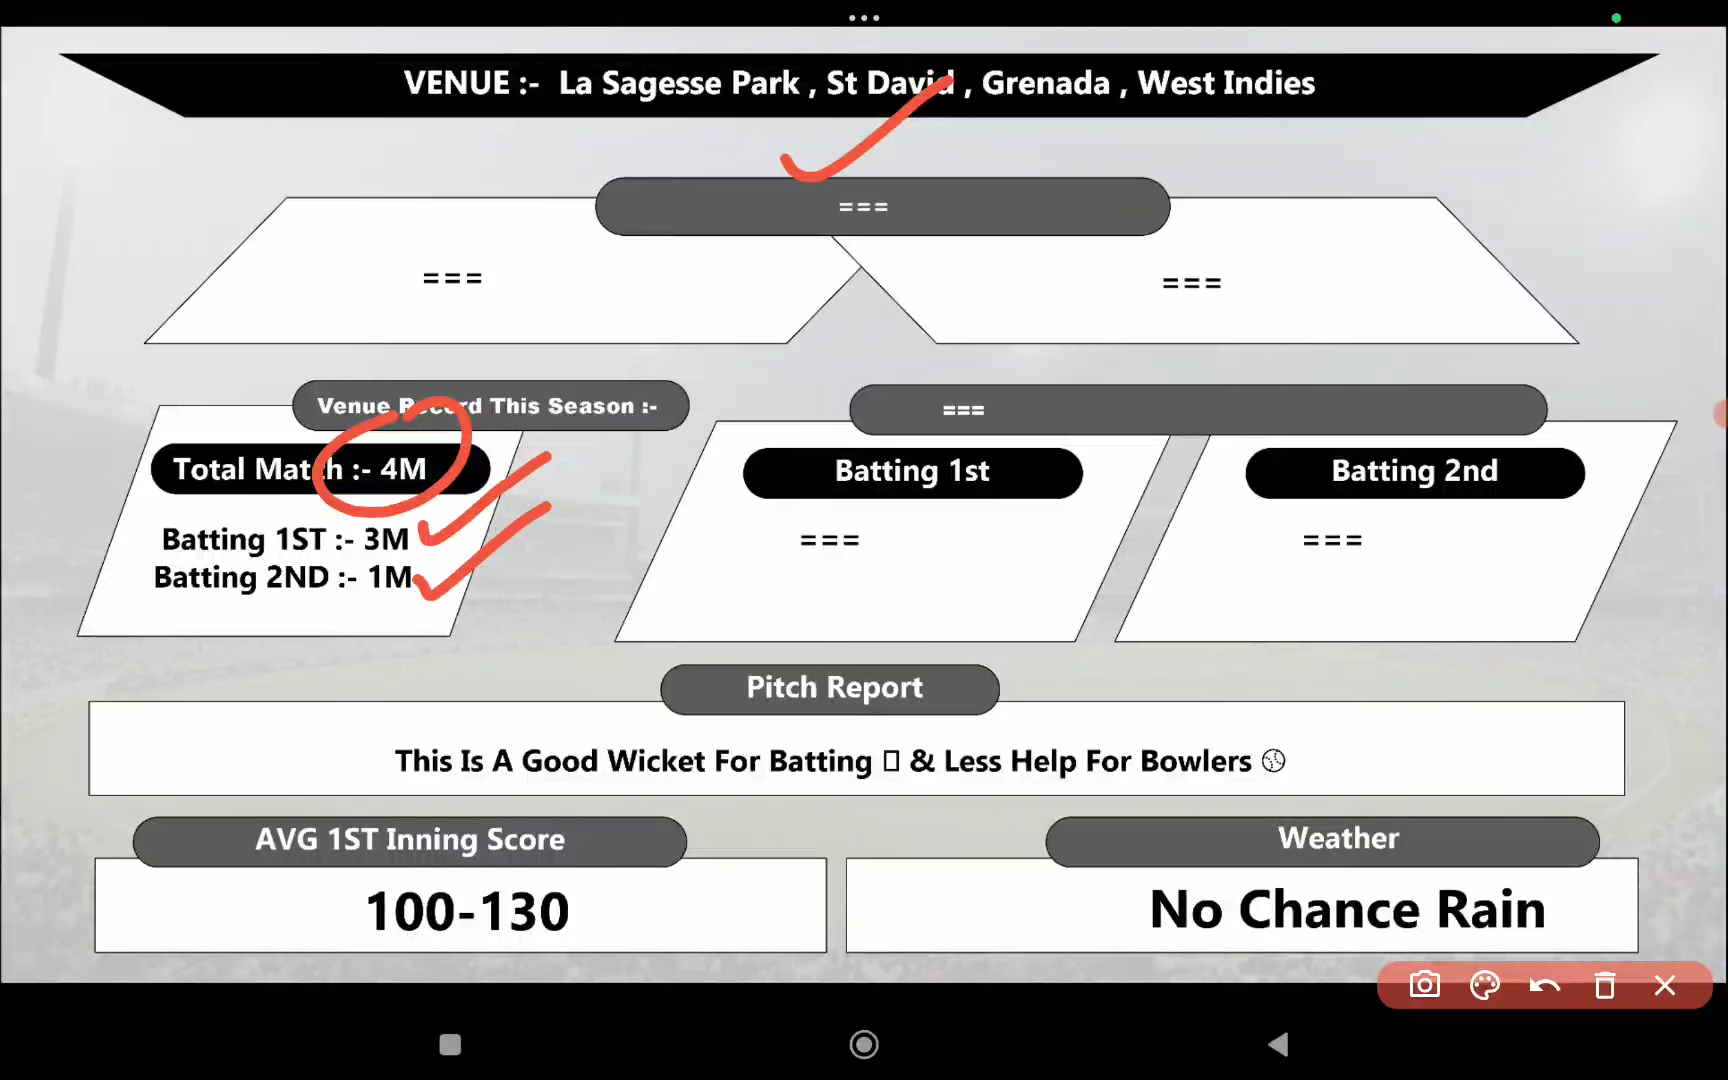 VENUE :- La Sagesse Park , St David , Grenada , West Indies
===
===
===
Venue Record This Season :-
Total Match :- 4M
Batting 1ST :- 3M
Batting 2ND :- 1M
===
Batting 1st
===
Batting 2nd
===
Pitch Report
This Is A Good Wicket For Batting ▯ & Less Help For Bowlers ⚾
AVG 1ST Inning Score
100-130
Weather
No Chance Rain